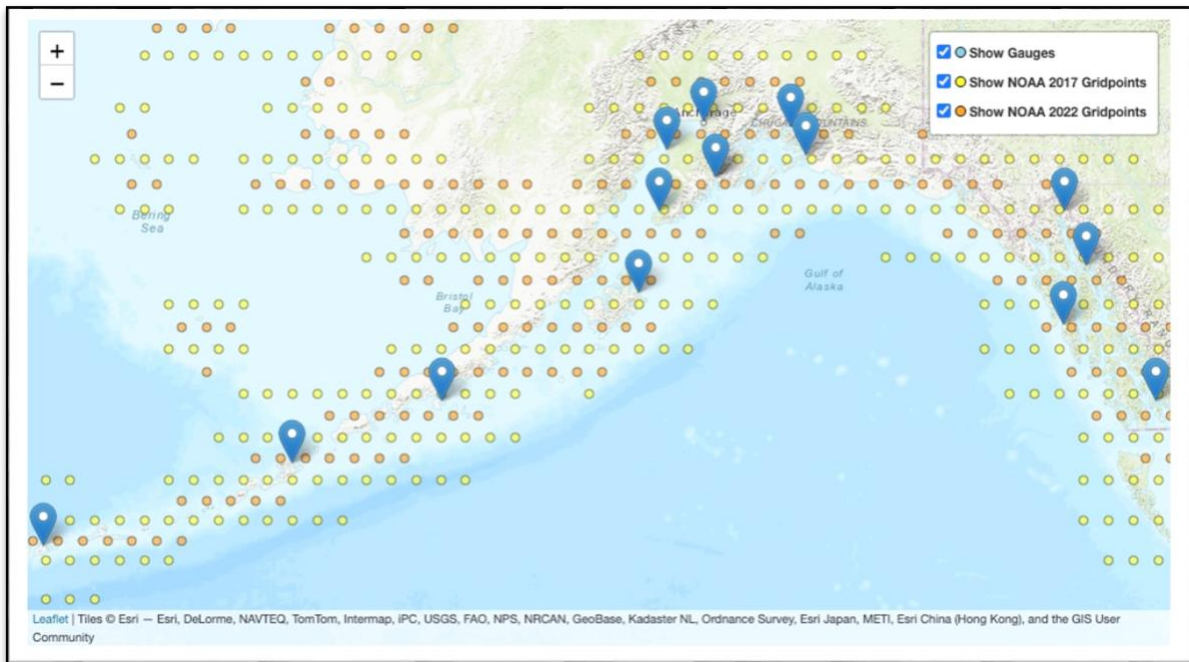 +
−
Show Gauges
Show NOAA 2017 Gridpoints
Show NOAA 2022 Gridpoints
Anchorage
Bering
Sea
Bristol
Bay
Gulf of
Alaska
Leaflet | Tiles © Esri — Esri, DeLorme, NAVTEQ, TomTom, Intermap, iPC, USGS, FAO, NPS, NRCAN, GeoBase, Kadaster NL, Ordnance Survey, Esri Japan, METI, Esri China (Hong Kong), and the GIS User
Community